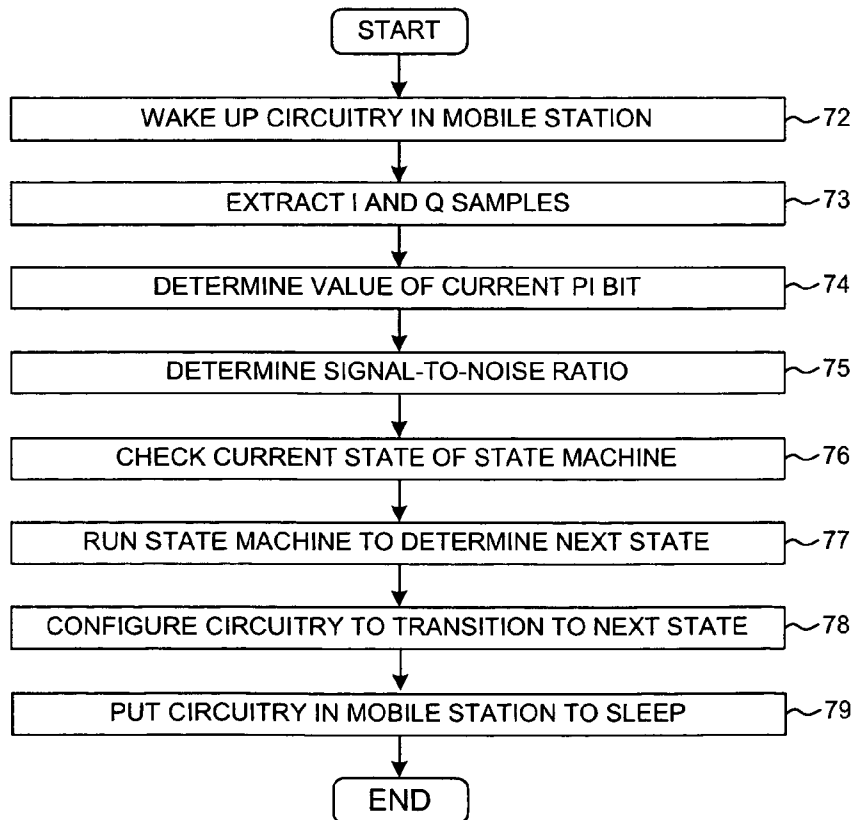 START
WAKE UP CIRCUITRY IN MOBILE STATION 72
EXTRACT I AND Q SAMPLES 73
DETERMINE VALUE OF CURRENT PI BIT 74
DETERMINE SIGNAL-TO-NOISE RATIO 75
CHECK CURRENT STATE OF STATE MACHINE 76
RUN STATE MACHINE TO DETERMINE NEXT STATE 77
CONFIGURE CIRCUITRY TO TRANSITION TO NEXT STATE 78
PUT CIRCUITRY IN MOBILE STATION TO SLEEP 79
END